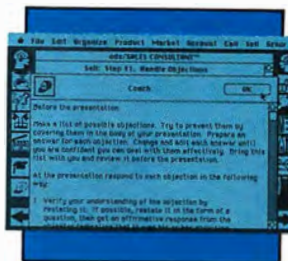 File Edit Organize Product Market Account Call Sell
ods/SALES CONSULTANT™
Sell: Step 11. Handle Objections
Coach
OK
Before the presentation
Make a list of possible objections. Try to prevent them by
covering them in the body of your presentation. Prepare an
answer for each objection. Change and edit each answer until
you are confident you can deal with them effectively. Bring this
list with you and review it before the presentation.
At the presentation respond to each objection in the following
way:
1 Verify your understanding of the objection by
restating it. If possible, restate it in the form of a
question, then get an affirmative response from the